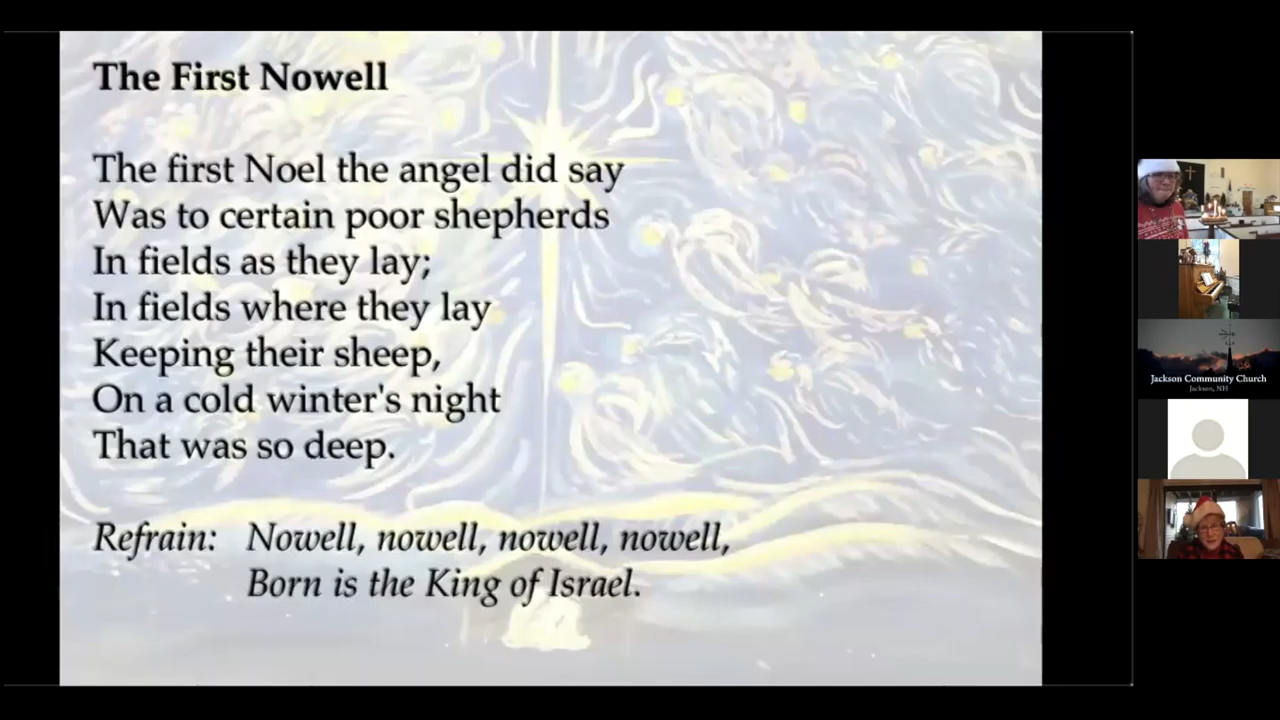 The First Nowell
The first Noel the angel did say
Was to certain poor shepherds
In fields as they lay;
In fields where they lay
Keeping their sheep,
On a cold winter's night
That was so deep.
Refrain: Nowell, nowell, nowell, nowell,
Born is the King of Israel.
Jackson Community Church
Jackson, NH